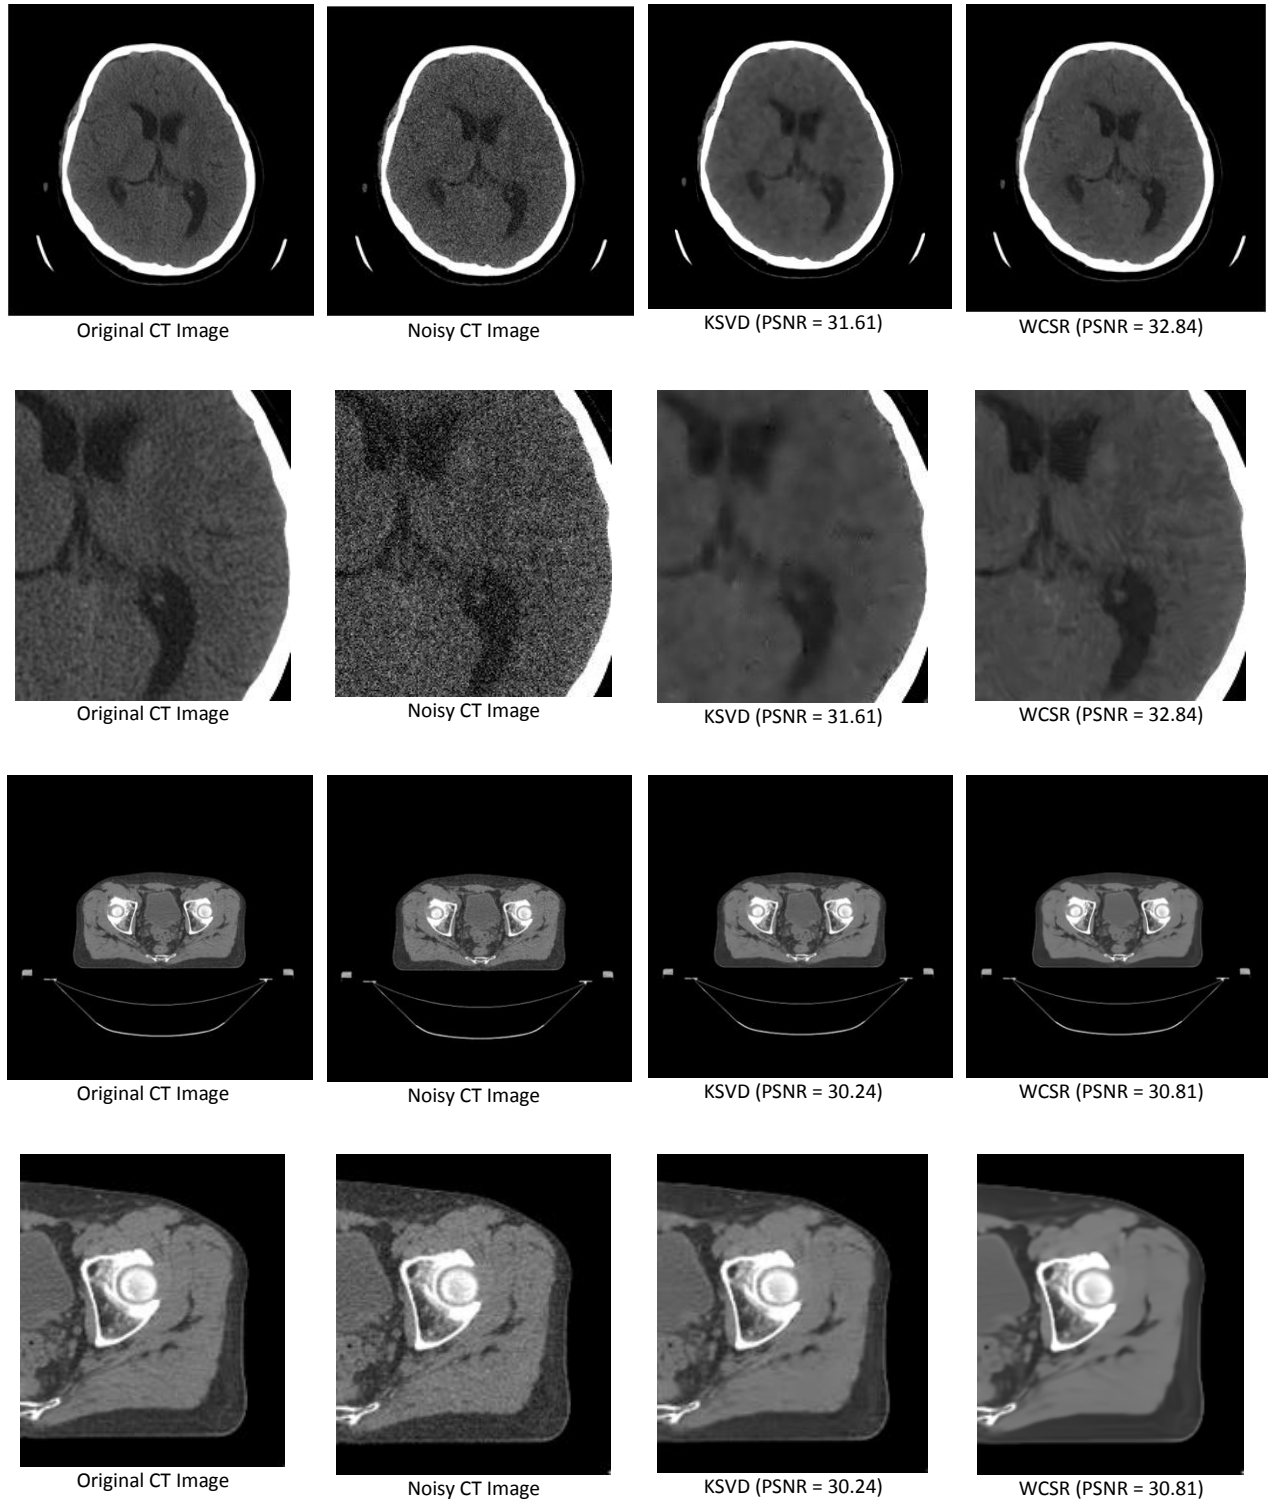 Original CT Image
Noisy CT Image
KSVD (PSNR = 31.61)
WCSR (PSNR = 32.84)
Original CT Image
Noisy CT Image
KSVD (PSNR = 31.61)
WCSR (PSNR = 32.84)
Original CT Image
Noisy CT Image
KSVD (PSNR = 30.24)
WCSR (PSNR = 30.81)
Original CT Image
Noisy CT Image
KSVD (PSNR = 30.24)
WCSR (PSNR = 30.81)